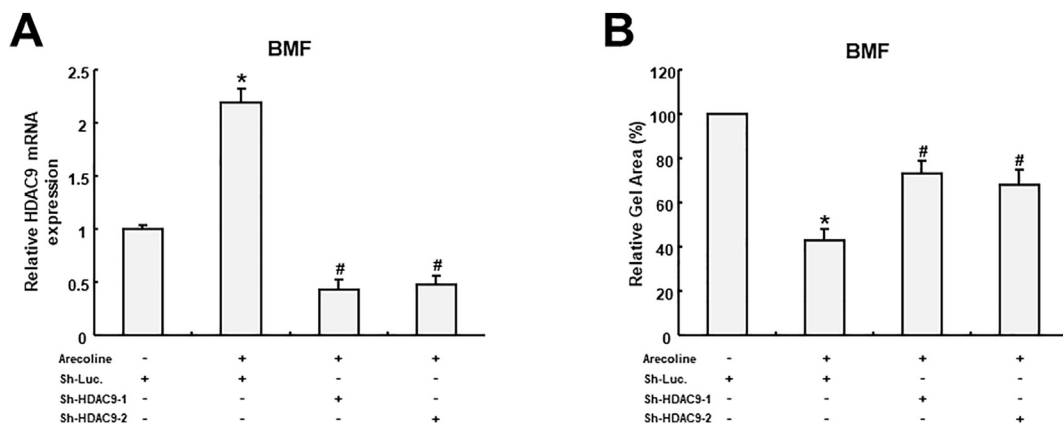 A
BMF
Relative HDAC9 mRNA
expression
2.5
*
2
1.5
1
0.5
#
#
0
Arecoline - + + +
Sh-Luc. + + - -
Sh-HDAC9-1 - - + -
Sh-HDAC9-2 - - - +
B
BMF
Relative Gel Area (%)
120
100
80
#
#
60
*
40
20
0
Arecoline - + + +
Sh-Luc. + + - -
Sh-HDAC9-1 - - + -
Sh-HDAC9-2 - - - +